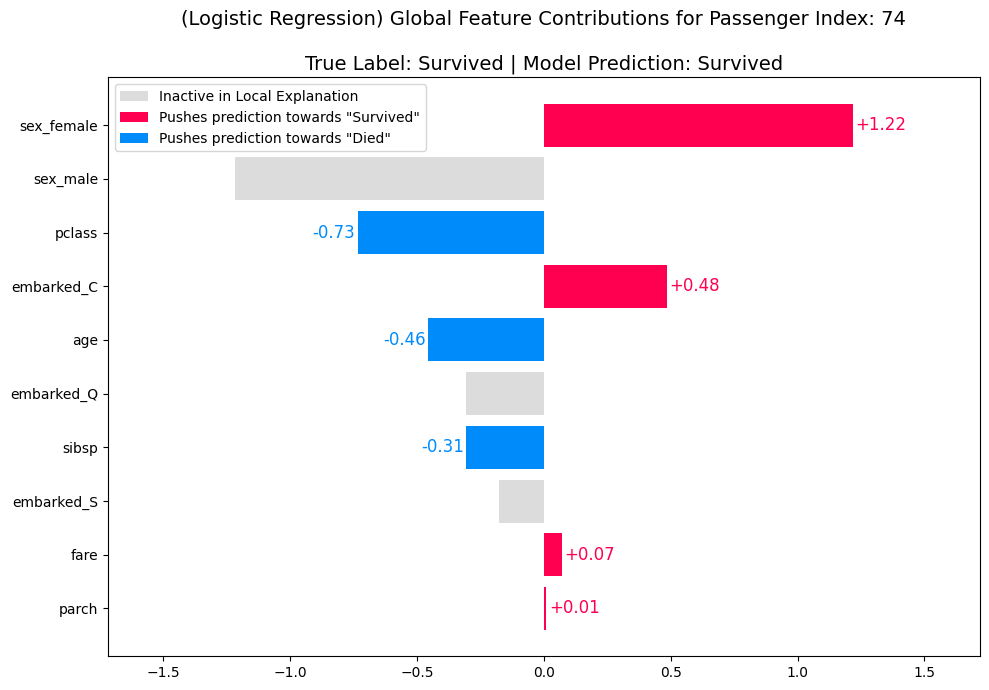 (Logistic Regression) Global Feature Contributions for Passenger Index: 74
True Label: Survived | Model Prediction: Survived
Inactive in Local Explanation
Pushes prediction towards "Survived"
Pushes prediction towards "Died"
sex_female
+1.22
sex_male
pclass
-0.73
embarked_C
+0.48
age
-0.46
embarked_Q
sibsp
-0.31
embarked_S
fare
+0.07
parch
+0.01
−1.5 −1.0 −0.5 0.0 0.5 1.0 1.5